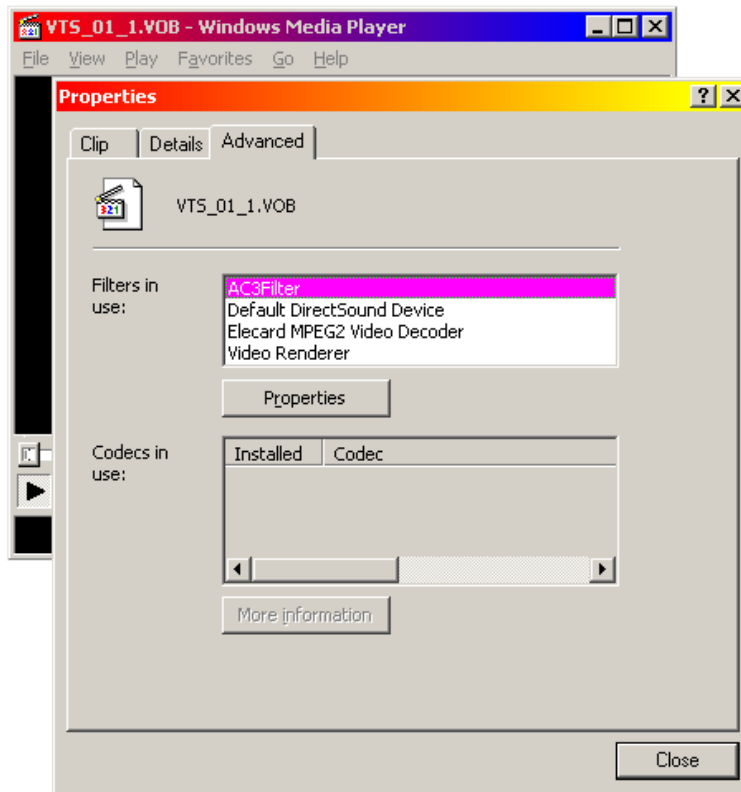 VTS_01_1.VOB - Windows Media Player
File View Play Favorites Go Help
Properties
Clip Details Advanced
VTS_01_1.VOB
Filters in use:
AC3Filter
Default DirectSound Device
Elecard MPEG2 Video Decoder
Video Renderer
Properties
Codecs in use:
Installed Codec
More information
Close